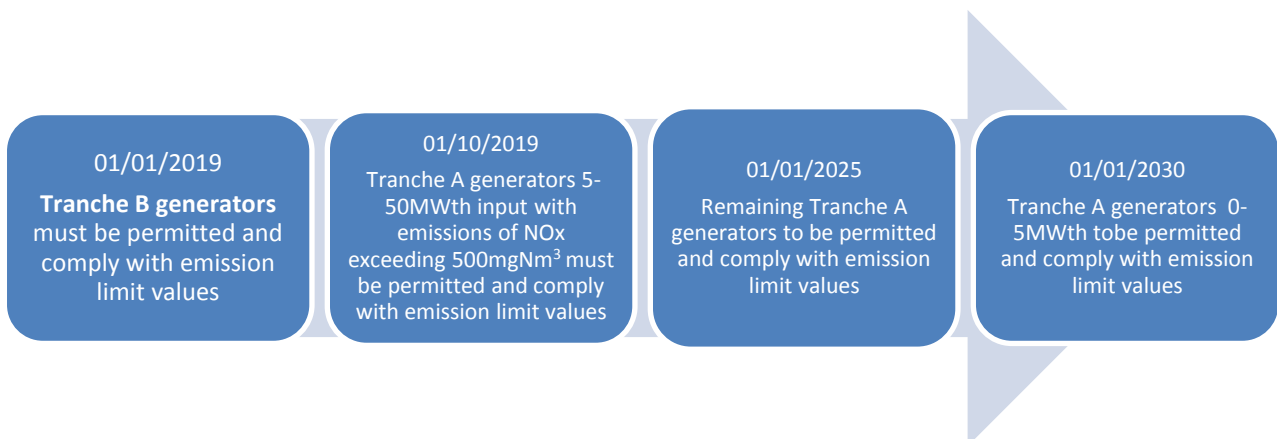 01/01/2019
Tranche B generators
must be permitted and
comply with emission
limit values
01/10/2019
Tranche A generators 5-
50MWth input with
emissions of NOx
exceeding 500mgNm³ must
be permitted and comply
with emission limit values
01/01/2025
Remaining Tranche A
generators to be permitted
and comply with emission
limit values
01/01/2030
Tranche A generators  0-
5MWth tobe permitted
and comply with emission
limit values